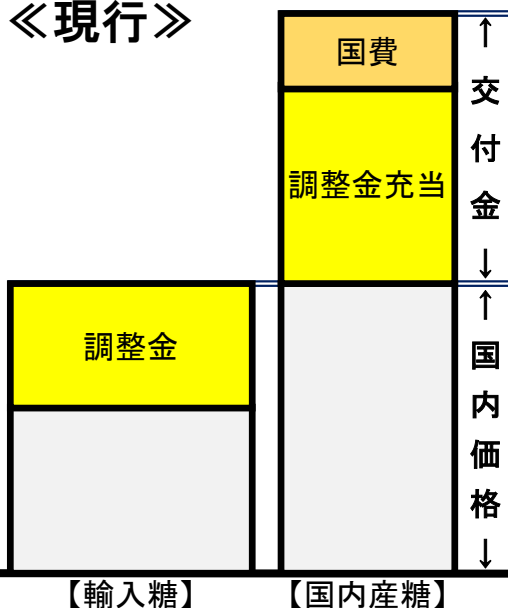 ≪現行≫
国費
調整金充当
調整金
↑交付金↓
↑国内価格↓
【輸入糖】
【国内産糖】